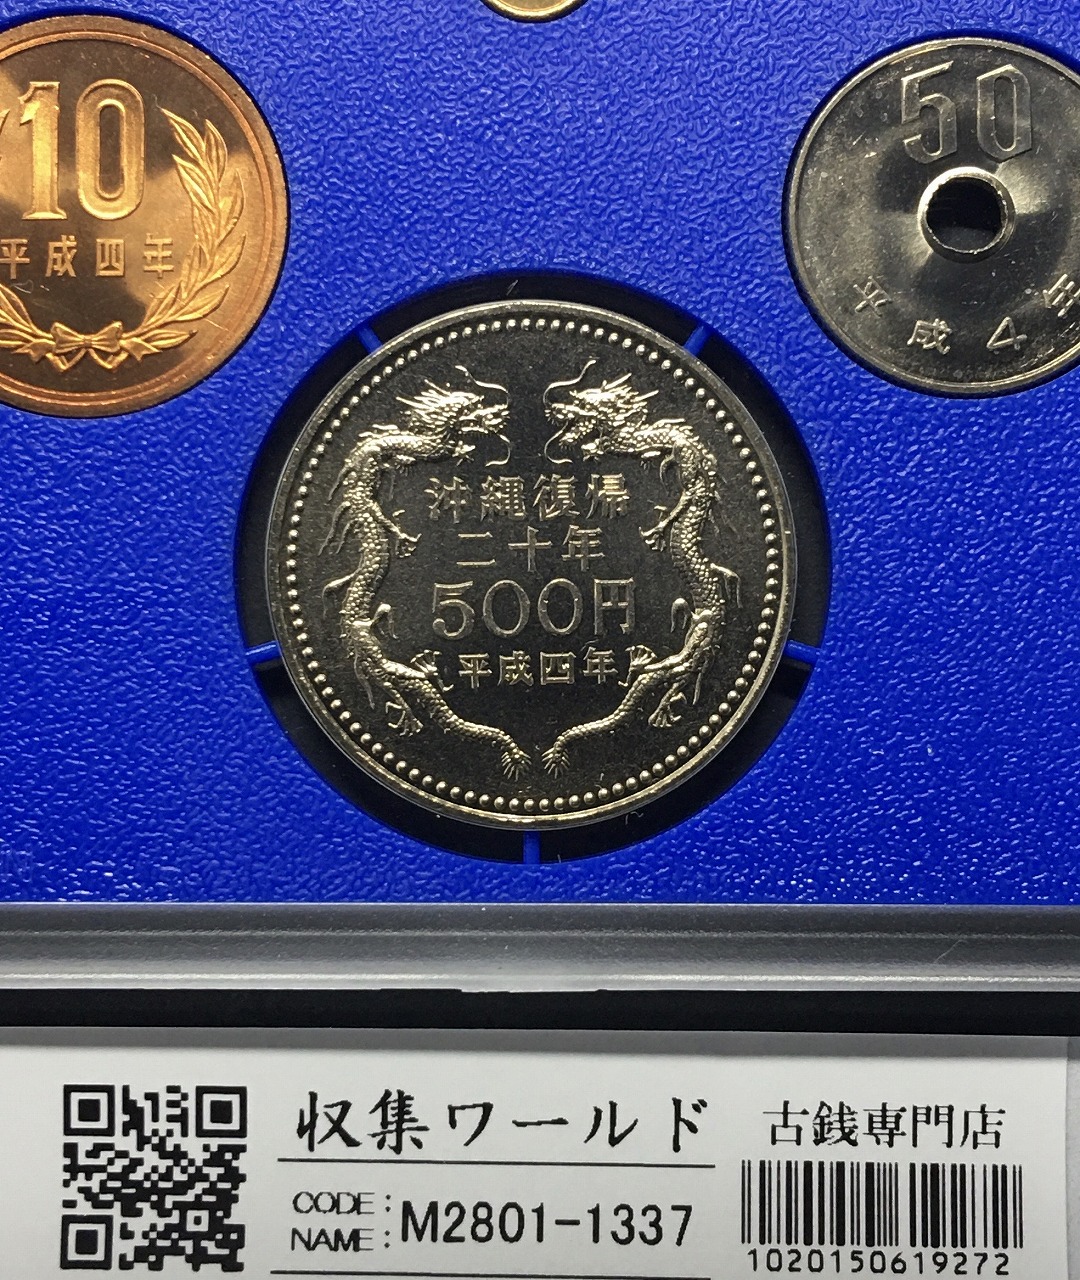 10
平成四年
50
平成4年
沖縄復帰
二十年
500円
平成四年
収集ワールド
古銭専門店
CODE:
NAME:
M2801-1337
1020150619272